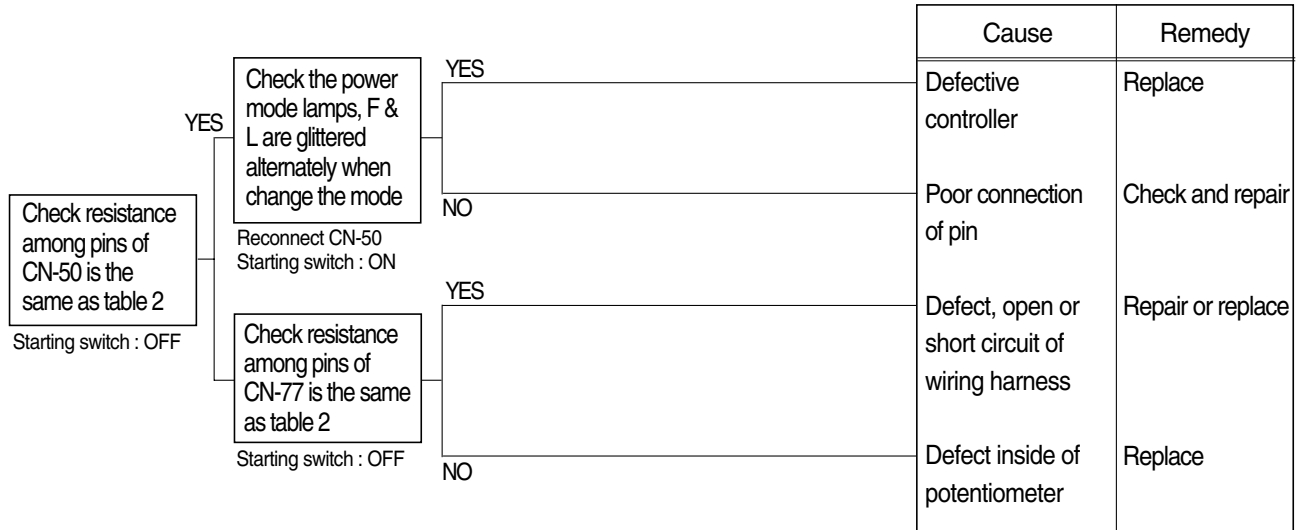 Cause
Remedy
YES
Check the power
mode lamps, F &
L are glittered
alternately when
change the mode
Defective
controller
Replace
YES
NO
Poor connection
of pin
Check and repair
Reconnect CN-50
Starting switch : ON
Check resistance
among pins of
CN-50 is the
same as table 2
Starting switch : OFF
YES
Check resistance
among pins of
CN-77 is the same
as table 2
Defect, open or
short circuit of
wiring harness
Repair or replace
Starting switch : OFF
NO
Defect inside of
potentiometer
Replace